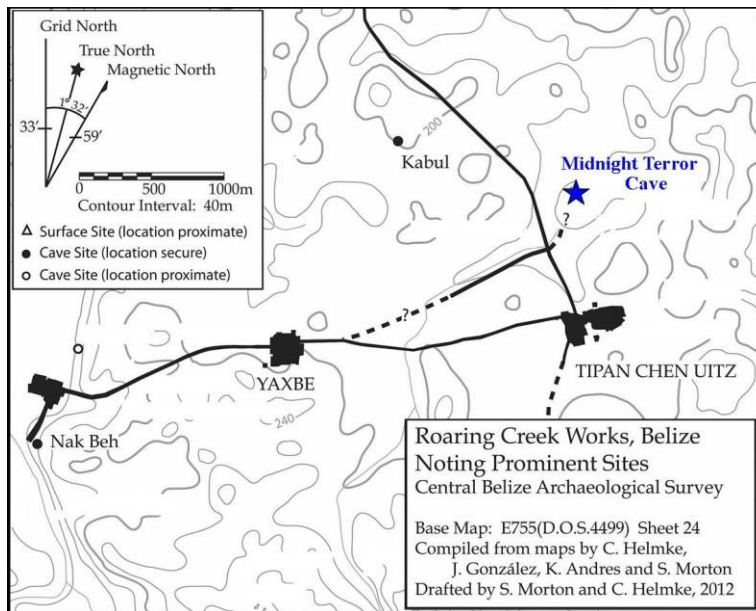 Grid North
True North
Magnetic North
1° 32'
33'
59'
0 500 1000m
Contour Interval: 40m
Surface Site (location proximate)
Cave Site (location secure)
Cave Site (location proximate)
200
Kabul
Midnight Terror
Cave
?
?
YAXBE
TIPAN CHEN UITZ
240
Nak Beh
Roaring Creek Works, Belize
Noting Prominent Sites
Central Belize Archaeological Survey
Base Map: E755(D.O.S.4499) Sheet 24
Compiled from maps by C. Helmke,
J. González, K. Andres and S. Morton
Drafted by S. Morton and C. Helmke, 2012